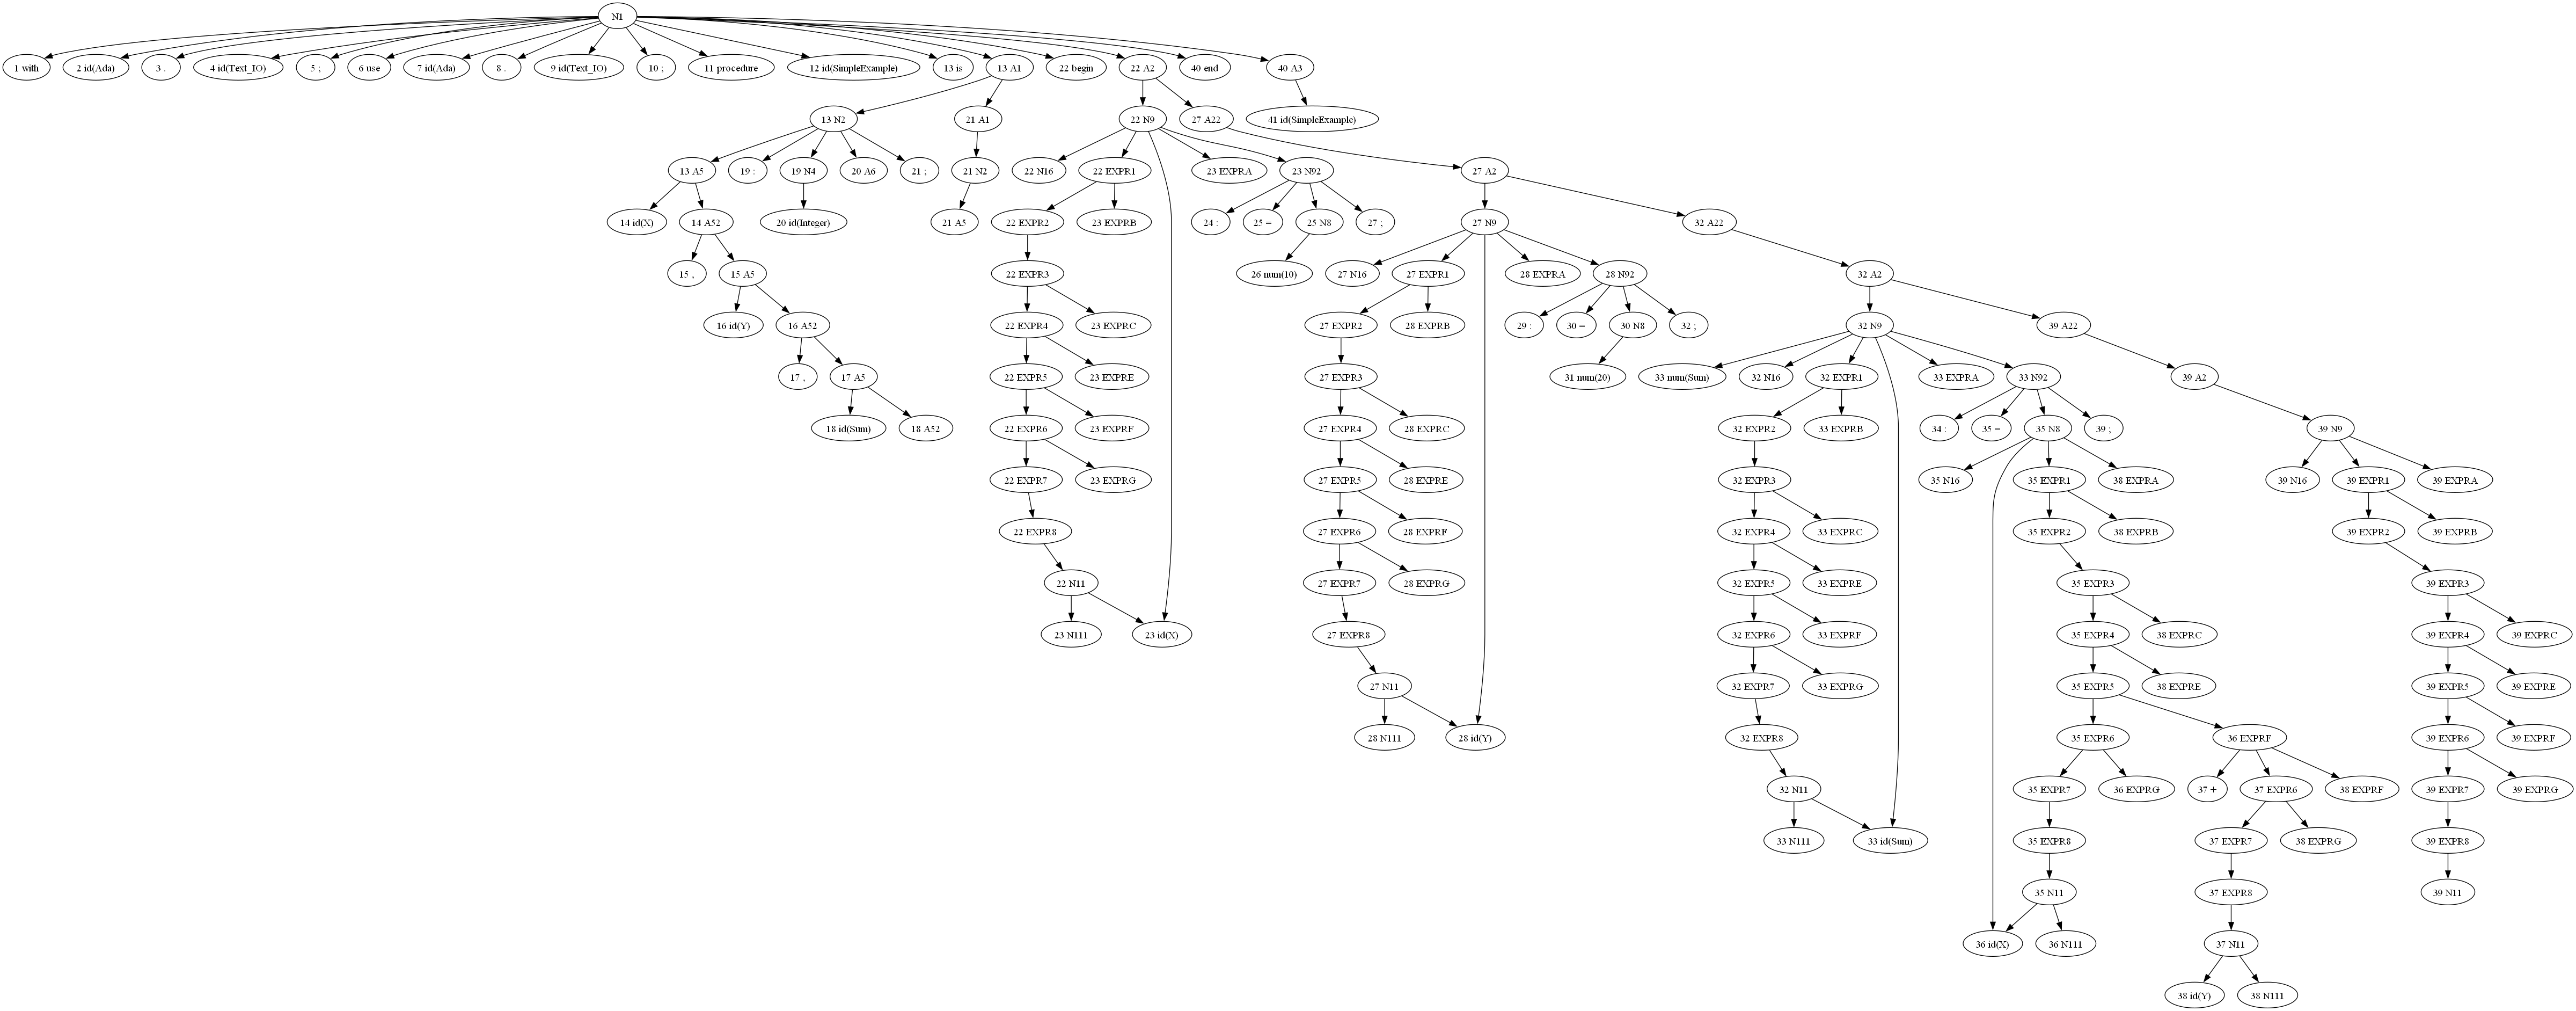 N1
1 with
2 id(Ada)
3 .
4 id(Text_IO)
5 ;
6 use
7 id(Ada)
8 .
9 id(Text_IO)
10 ;
11 procedure
12 id(SimpleExample)
13 is
13 A1
22 begin
22 A2
40 end
40 A3
13 N2
21 A1
22 N9
27 A22
41 id(SimpleExample)
13 A5
19 :
19 N4
20 A6
21 ;
21 N2
22 N16
22 EXPR1
23 EXPRA
23 N92
27 A2
14 id(X)
14 A52
20 id(Integer)
21 A5
22 EXPR2
23 EXPRB
24 :
25 =
25 N8
27 ;
27 N9
32 A22
15 ,
15 A5
22 EXPR3
26 num(10)
27 N16
27 EXPR1
28 EXPRA
28 N92
32 A2
16 id(Y)
16 A52
22 EXPR4
23 EXPRC
27 EXPR2
28 EXPRB
29 :
30 =
30 N8
32 ;
32 N9
39 A22
17 ,
17 A5
22 EXPR5
23 EXPRE
27 EXPR3
31 num(20)
33 num(Sum)
32 N16
32 EXPR1
33 EXPRA
33 N92
39 A2
18 id(Sum)
18 A52
22 EXPR6
23 EXPRF
27 EXPR4
28 EXPRC
32 EXPR2
33 EXPRB
34 :
35 =
35 N8
39 ;
39 N9
22 EXPR7
23 EXPRG
27 EXPR5
28 EXPRE
32 EXPR3
35 N16
35 EXPR1
38 EXPRA
39 N16
39 EXPR1
39 EXPRA
22 EXPR8
27 EXPR6
28 EXPRF
32 EXPR4
33 EXPRC
35 EXPR2
38 EXPRB
39 EXPR2
39 EXPRB
22 N11
27 EXPR7
28 EXPRG
32 EXPR5
33 EXPRE
35 EXPR3
39 EXPR3
23 N111
23 id(X)
27 EXPR8
32 EXPR6
33 EXPRF
35 EXPR4
38 EXPRC
39 EXPR4
39 EXPRC
27 N11
32 EXPR7
33 EXPRG
35 EXPR5
38 EXPRE
39 EXPR5
39 EXPRE
28 N111
28 id(Y)
32 EXPR8
35 EXPR6
36 EXPRF
39 EXPR6
39 EXPRF
32 N11
35 EXPR7
36 EXPRG
37 +
37 EXPR6
38 EXPRF
39 EXPR7
39 EXPRG
33 N111
33 id(Sum)
35 EXPR8
37 EXPR7
38 EXPRG
39 EXPR8
35 N11
37 EXPR8
39 N11
36 id(X)
36 N111
37 N11
38 id(Y)
38 N111